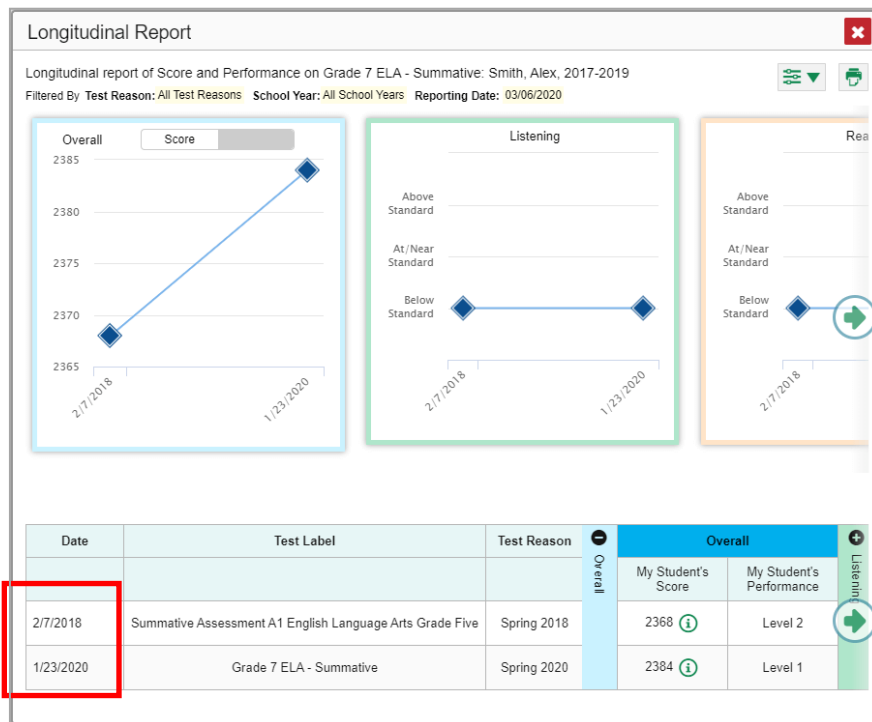 Longitudinal Report
Longitudinal report of Score and Performance on Grade 7 ELA - Summative: Smith, Alex, 2017-2019
Filtered By Test Reason: All Test Reasons School Year: All School Years Reporting Date: 03/06/2020
Overall Score
2385
2380
2375
2370
2365
2/7/2018
1/23/2020
Listening
Above
Standard
At/Near
Standard
Below
Standard
2/7/2018
1/23/2020
Rea
Above
Standard
At/Near
Standard
Below
Standard
2/7/2018
Date Test Label Test Reason Overall Overall Listening
My Student's
Score
My Student's
Performance
2/7/2018 Summative Assessment A1 English Language Arts Grade Five Spring 2018 2368 Level 2
1/23/2020 Grade 7 ELA - Summative Spring 2020 2384 Level 1